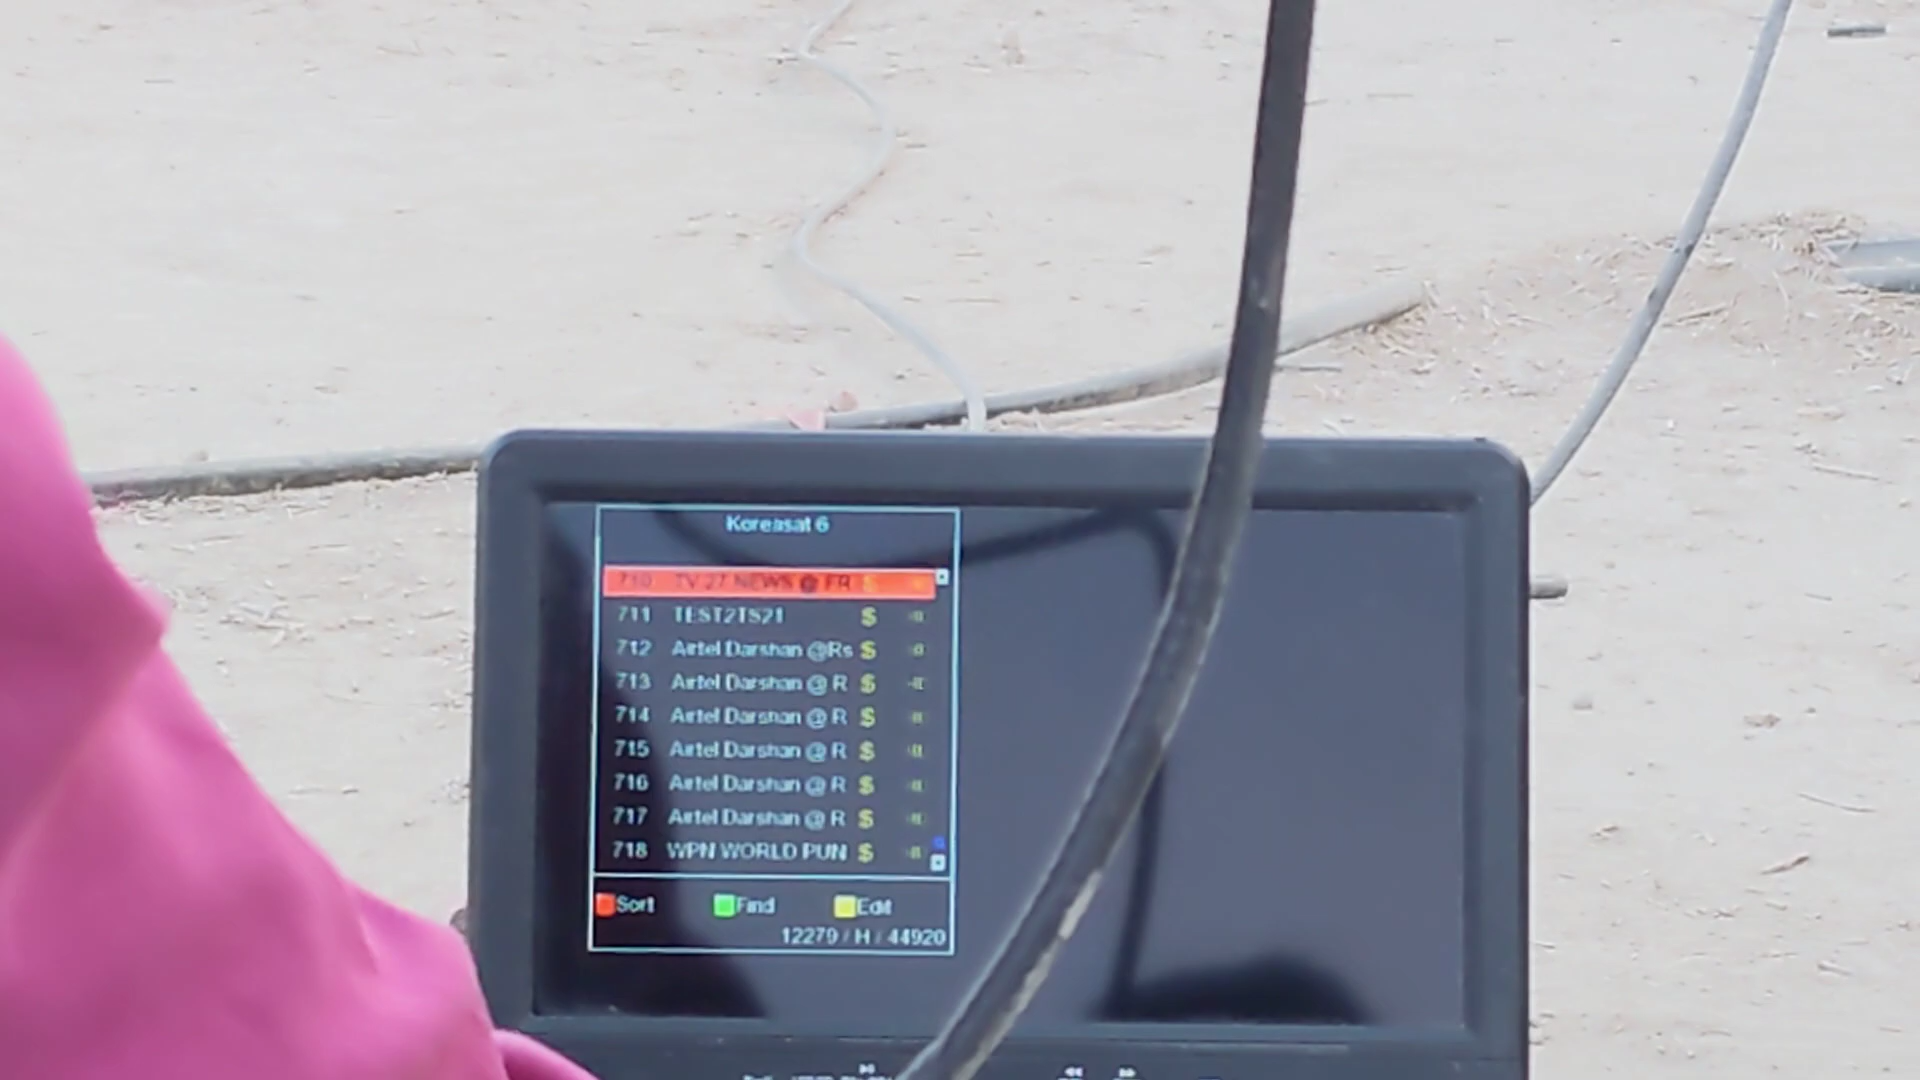 Koreasat 6
710 TV 27 NEWS @ FR $
711 TEST2TS21 $
712 Airtel Darshan @Rs $
713 Airtel Darshan @ R $
714 Airtel Darshan @ R $
715 Airtel Darshan @ R $
716 Airtel Darshan @ R $
717 Airtel Darshan @ R $
718 WPN WORLD PUN $
Sort Find Edit
12279 / H / 44920